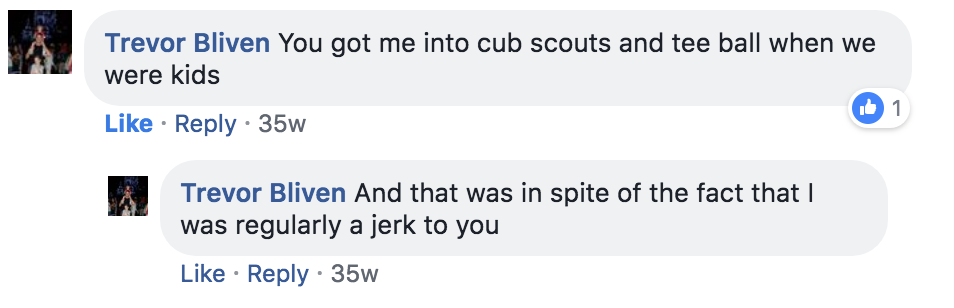 Trevor Bliven You got me into cub scouts and tee ball when we
were kids
1
Like · Reply · 35w
Trevor Bliven And that was in spite of the fact that I
was regularly a jerk to you
Like · Reply · 35w